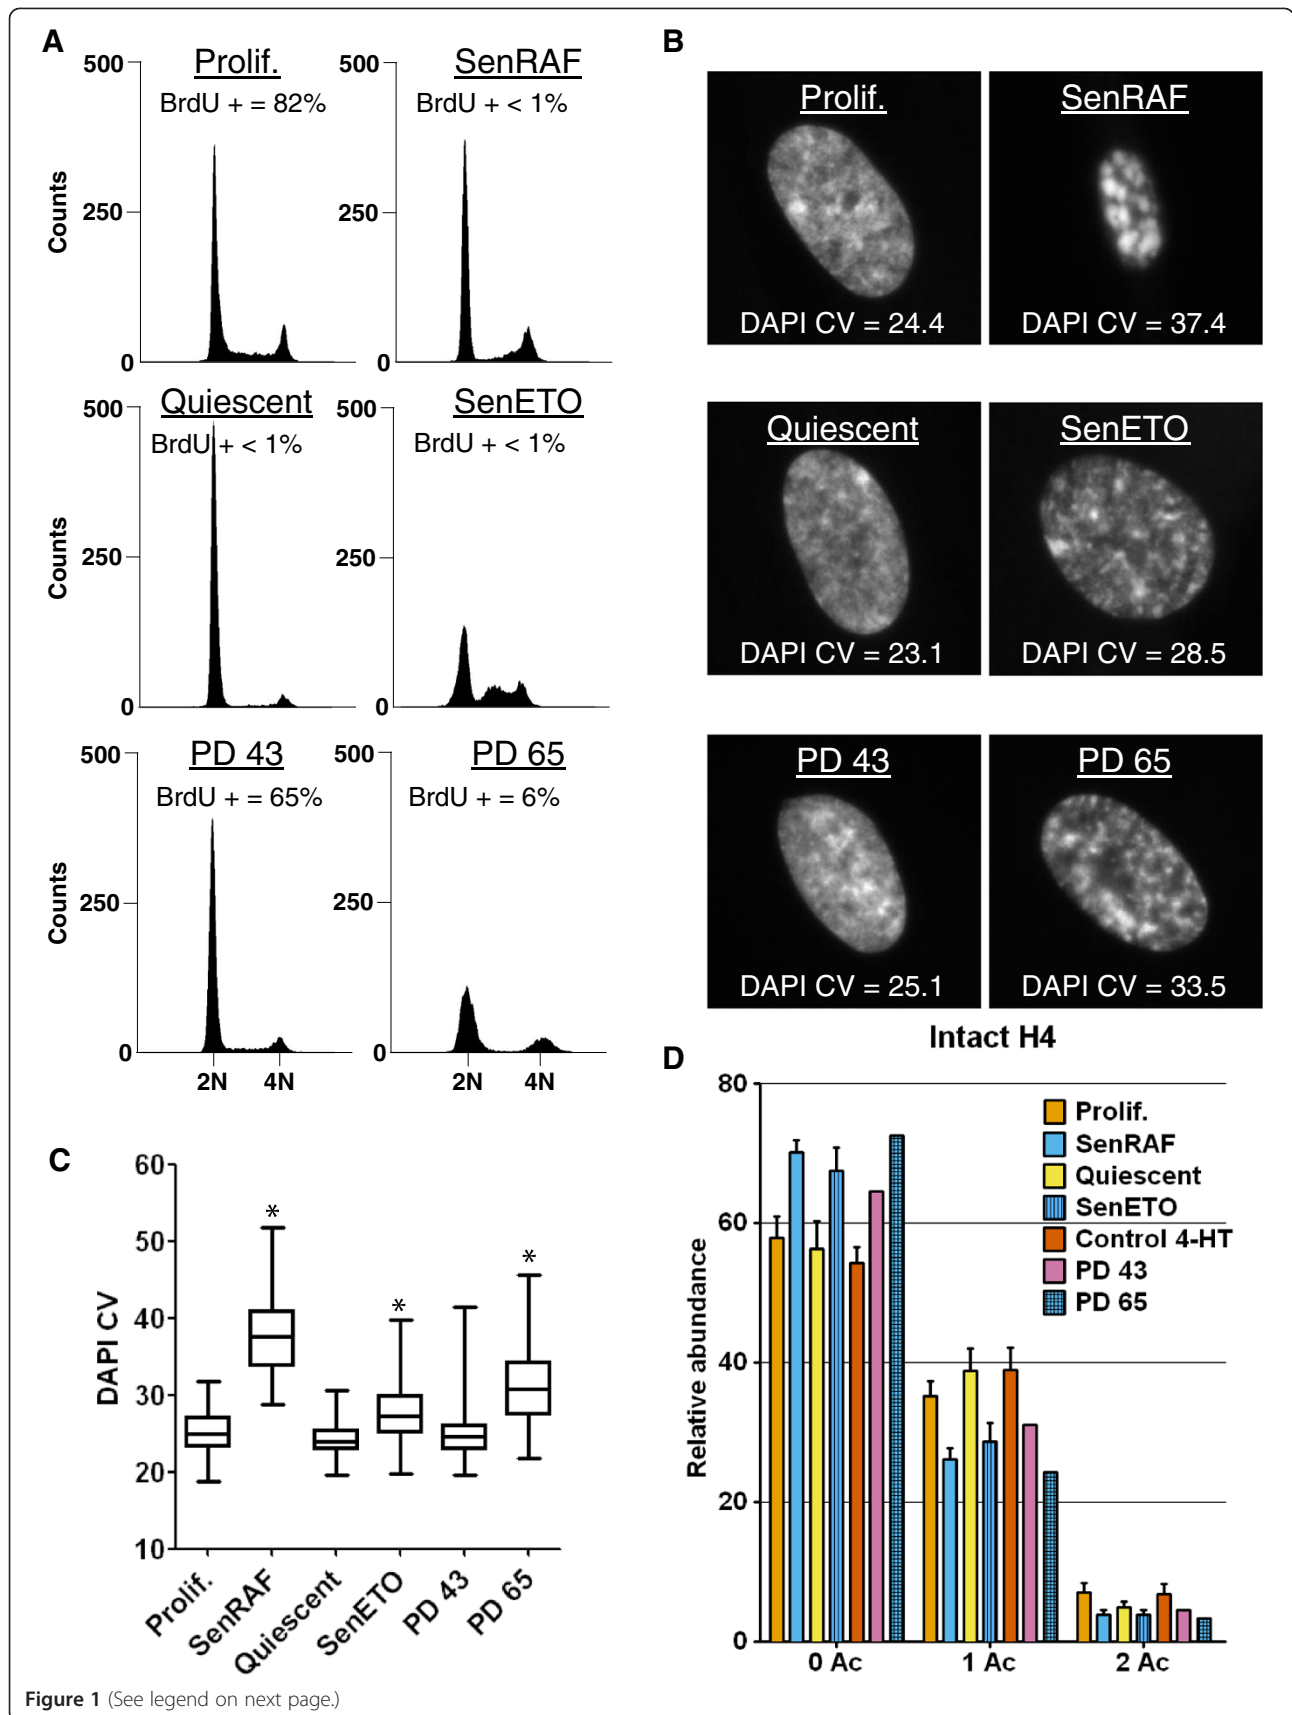 A
500
Prolif.
BrdU + = 82%
Counts
250
0
500
SenRAF
BrdU + < 1%
250
0
500
Quiescent
BrdU + < 1%
Counts
250
0
500
SenETO
BrdU + < 1%
250
0
500
PD 43
BrdU + = 65%
Counts
250
0
2N 4N
500
PD 65
BrdU + = 6%
250
0
2N 4N
B
Prolif.
DAPI CV = 24.4
SenRAF
DAPI CV = 37.4
Quiescent
DAPI CV = 23.1
SenETO
DAPI CV = 28.5
PD 43
DAPI CV = 25.1
PD 65
DAPI CV = 33.5
C
60
50
40
30
20
10
DAPI CV
*
*
*
Prolif.
SenRAF
Quiescent
SenETO
PD 43
PD 65
D
Intact H4
80
60
40
20
0
Relative abundance
Prolif.
SenRAF
Quiescent
SenETO
Control 4-HT
PD 43
PD 65
0 Ac 1 Ac 2 Ac
Figure 1 (See legend on next page.)